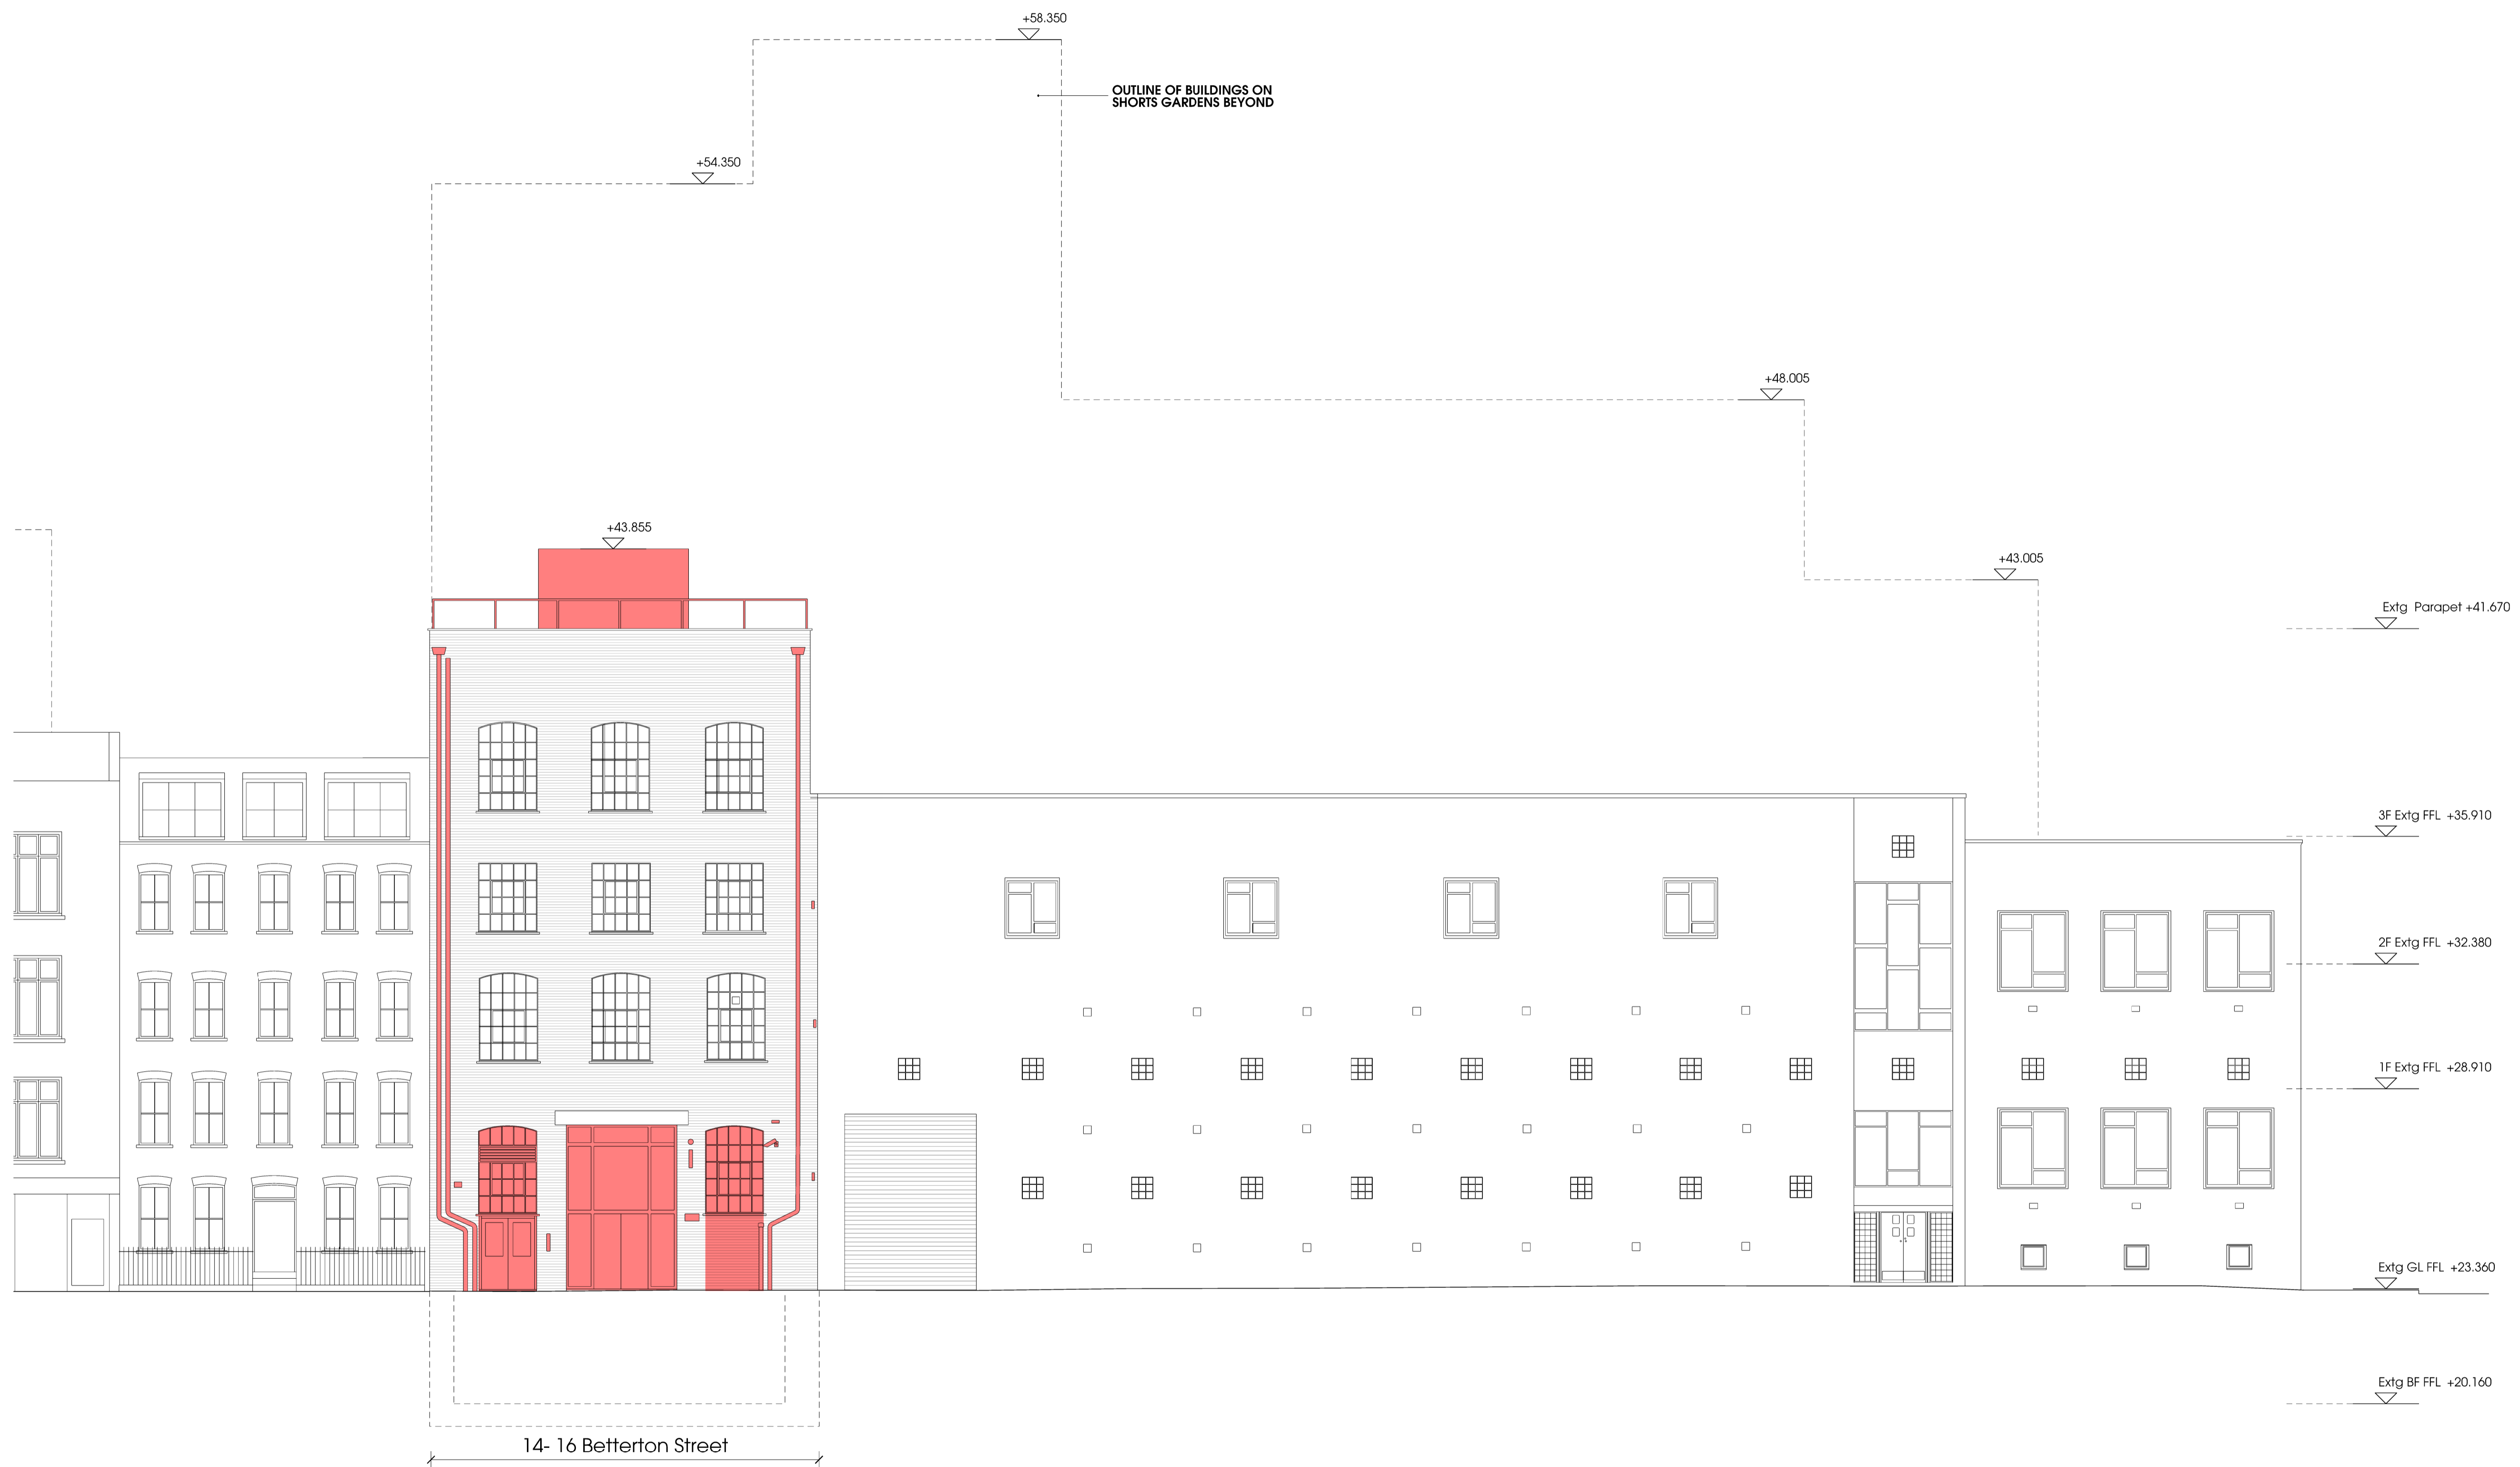 +58.350
OUTLINE OF BUILDINGS ON
SHORTS GARDENS BEYOND
+54.350
+48.005
+43.855
+43.005
Extg Parapet +41.670
3F Extg FFL +35.910
2F Extg FFL +32.380
1F Extg FFL +28.910
Extg GL FFL +23.360
Extg BF FFL +20.160
14- 16 Betterton Street